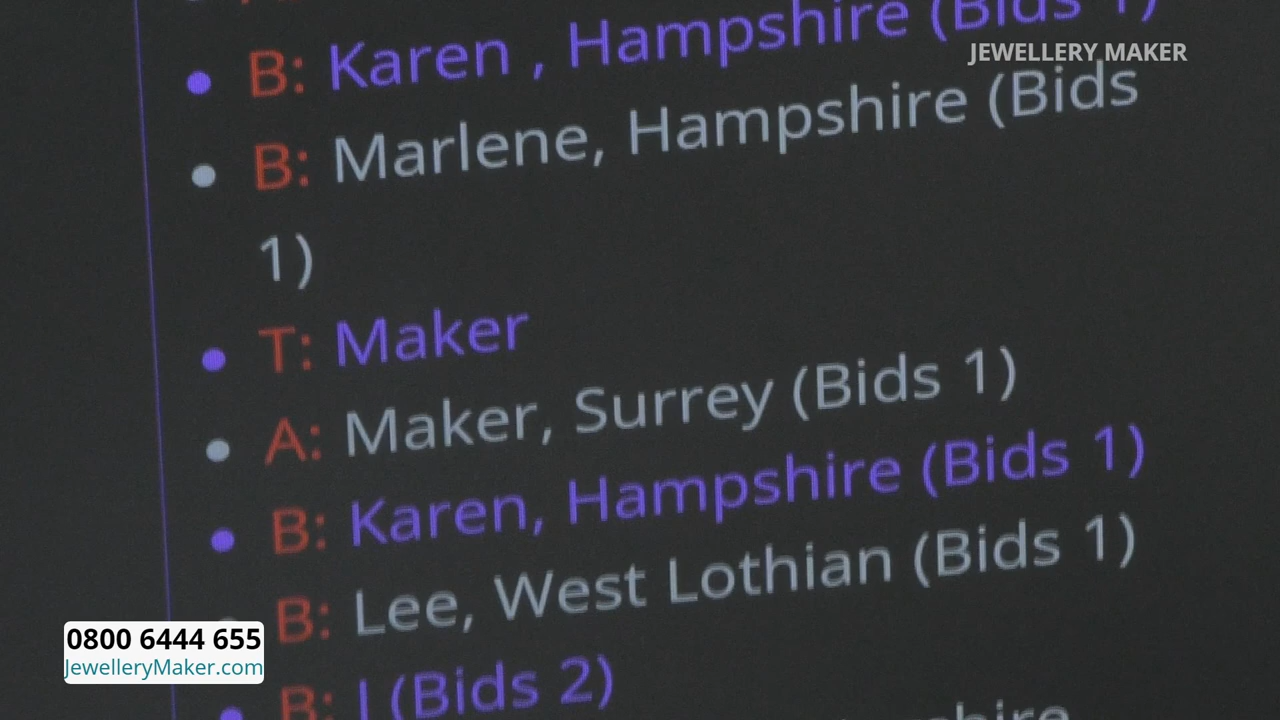 B: Karen , Hampshire (Bids 1)
JEWELLERY MAKER
B: Marlene, Hampshire (Bids
1)
T: Maker
A: Maker, Surrey (Bids 1)
B: Karen, Hampshire (Bids 1)
B: Lee, West Lothian (Bids 1)
0800 6444 655
JewelleryMaker.com
B: I (Bids 2)